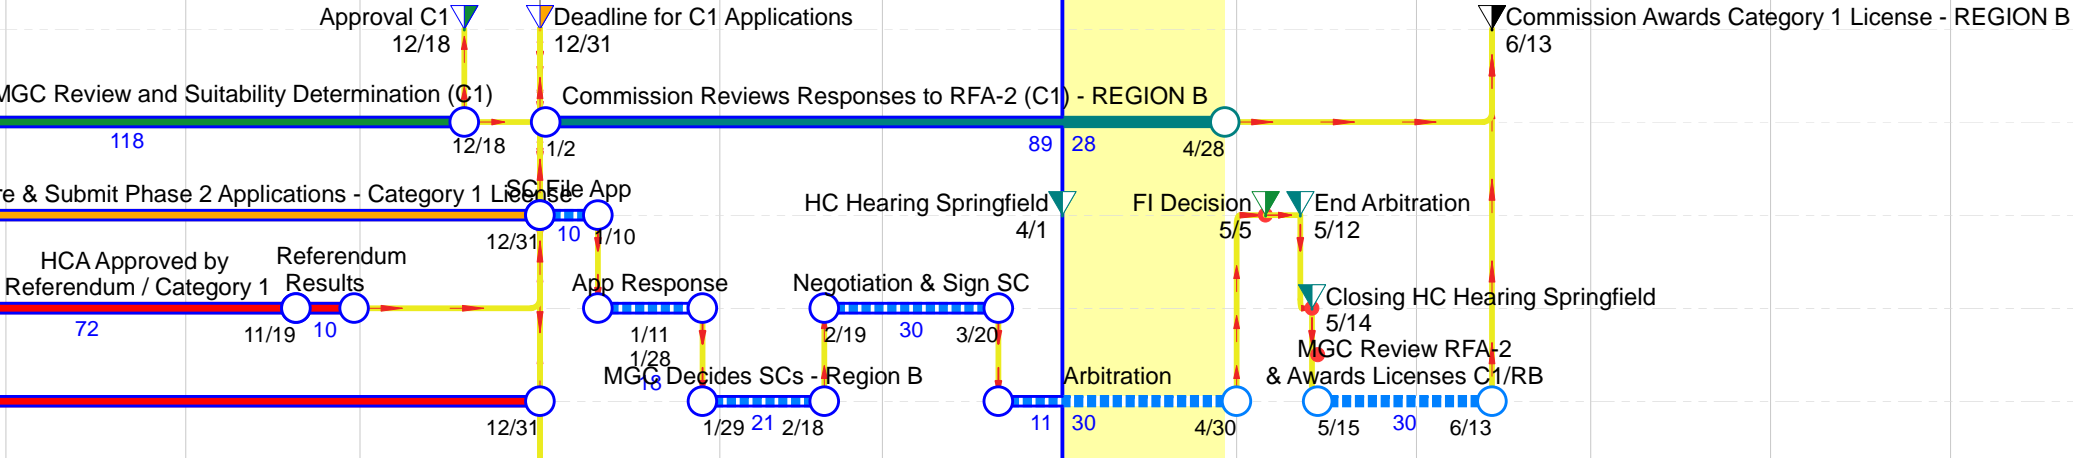 Approval C1
12/18
Deadline for C1 Applications
12/31
Commission Awards Category 1 License - REGION B
6/13
MGC Review and Suitability Determination (C1)
118
12/18
Commission Reviews Responses to RFA-2 (C1) - REGION B
1/2
89
28
4/28
re & Submit Phase 2 Applications - Category 1 License
12/31
SC File App
10
1/10
HC Hearing Springfield
4/1
FI Decision
5/5
End Arbitration
5/12
HCA Approved by
Referendum / Category 1
72
11/19
Referendum
Results
10
App Response
1/11
1/28
18
Negotiation & Sign SC
2/19
30
3/20
Closing HC Hearing Springfield
5/14
12/31
MGC Decides SCs - Region B
1/29
21
2/18
Arbitration
11
30
4/30
MGC Review RFA-2
& Awards Licenses C1/RB
5/15
30
6/13